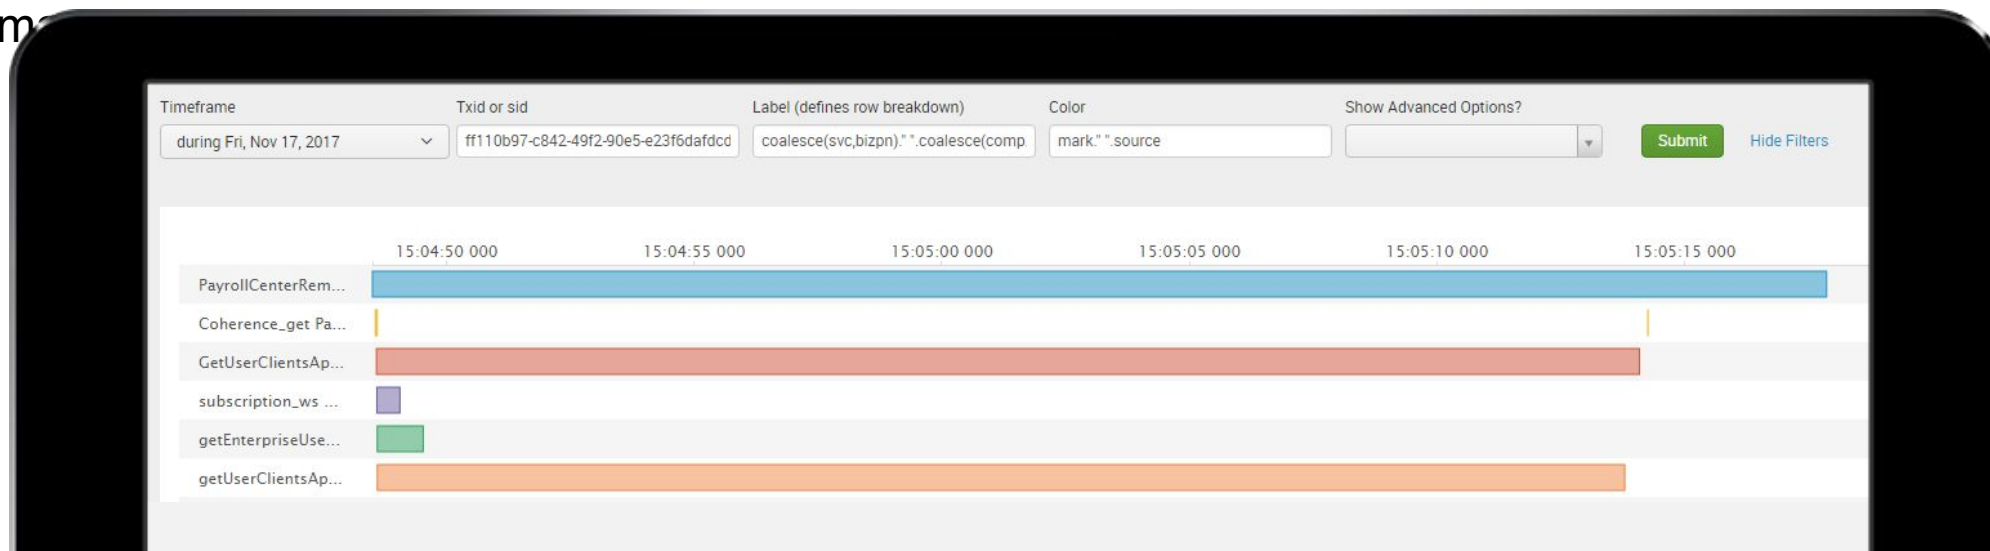 Timeframe
Txid or sid
Label (defines row breakdown)
Color
Show Advanced Options?
during Fri, Nov 17, 2017
ff110b97-c842-49f2-90e5-e23f6dafdcd
coalesce(svc,bizpn)." ".coalesce(comp.
mark." ".source
Submit
Hide Filters
15:04:50 000
15:04:55 000
15:05:00 000
15:05:05 000
15:05:10 000
15:05:15 000
PayrollCenterRem...
Coherence_get Pa...
GetUserClientsAp...
subscription_ws ...
getEnterpriseUse...
getUserClientsAp...